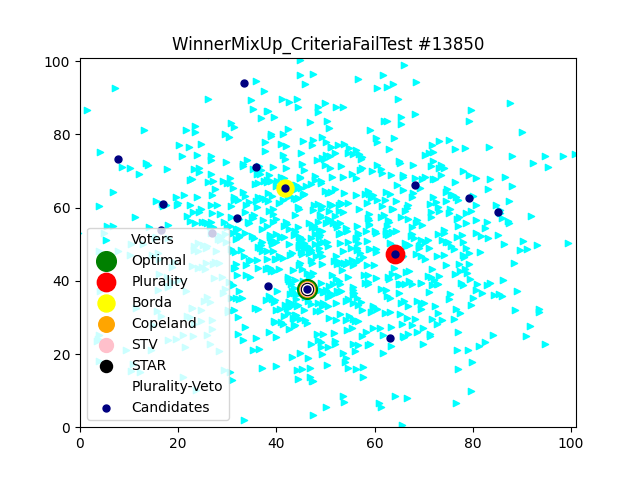 WinnerMixUp_CriteriaFailTest #13850
100
80
60
40
20
0
Voters
Optimal
Plurality
Borda
Copeland
STV
STAR
Plurality-Veto
Candidates
0 20 40 60 80 100